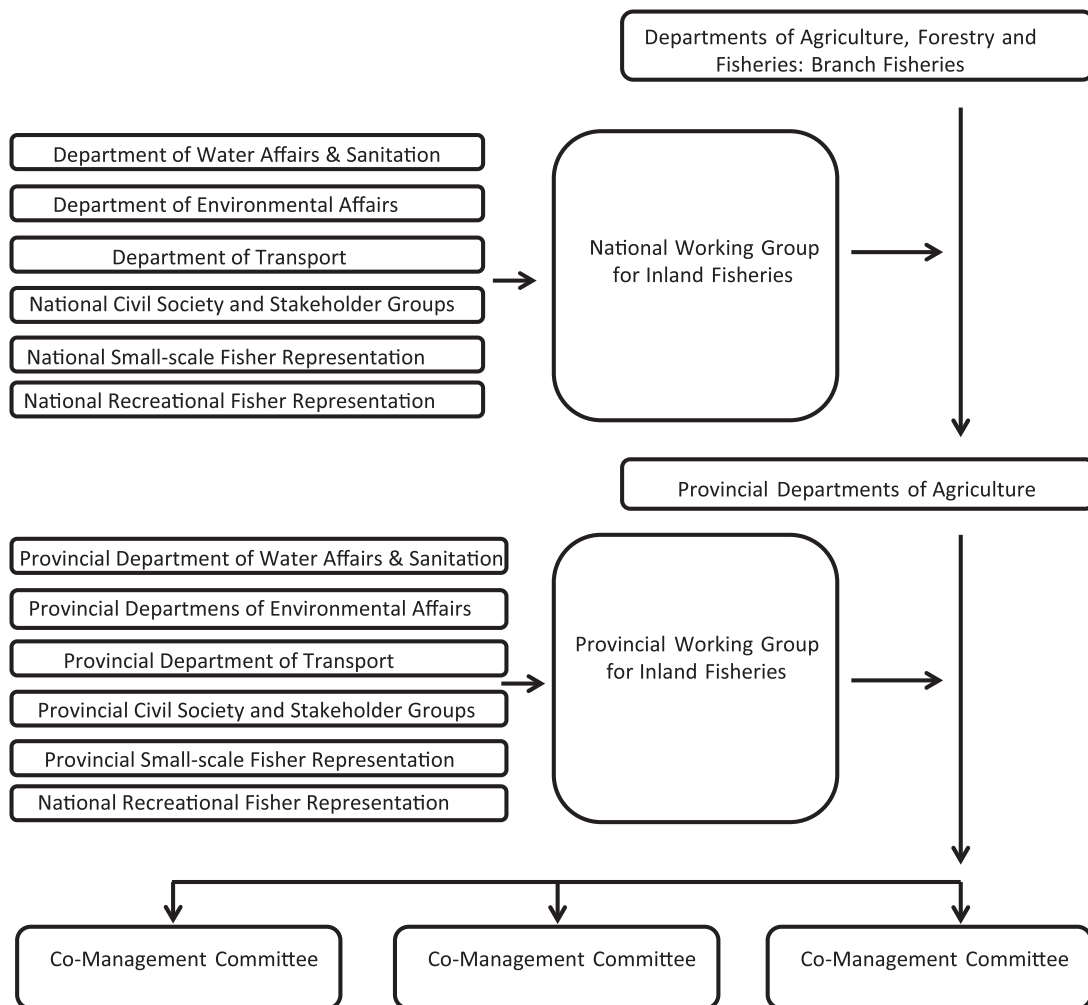 Departments of Agriculture, Forestry and
Fisheries: Branch Fisheries
Department of Water Affairs & Sanitation
Department of Environmental Affairs
Department of Transport
National Civil Society and Stakeholder Groups
National Small-scale Fisher Representation
National Recreational Fisher Representation
National Working Group
for Inland Fisheries
Provincial Departments of Agriculture
Provincial Department of Water Affairs & Sanitation
Provincial Departmens of Environmental Affairs
Provincial Department of Transport
Provincial Civil Society and Stakeholder Groups
Provincial Small-scale Fisher Representation
National Recreational Fisher Representation
Provincial Working Group
for Inland Fisheries
Co-Management Committee
Co-Management Committee
Co-Management Committee